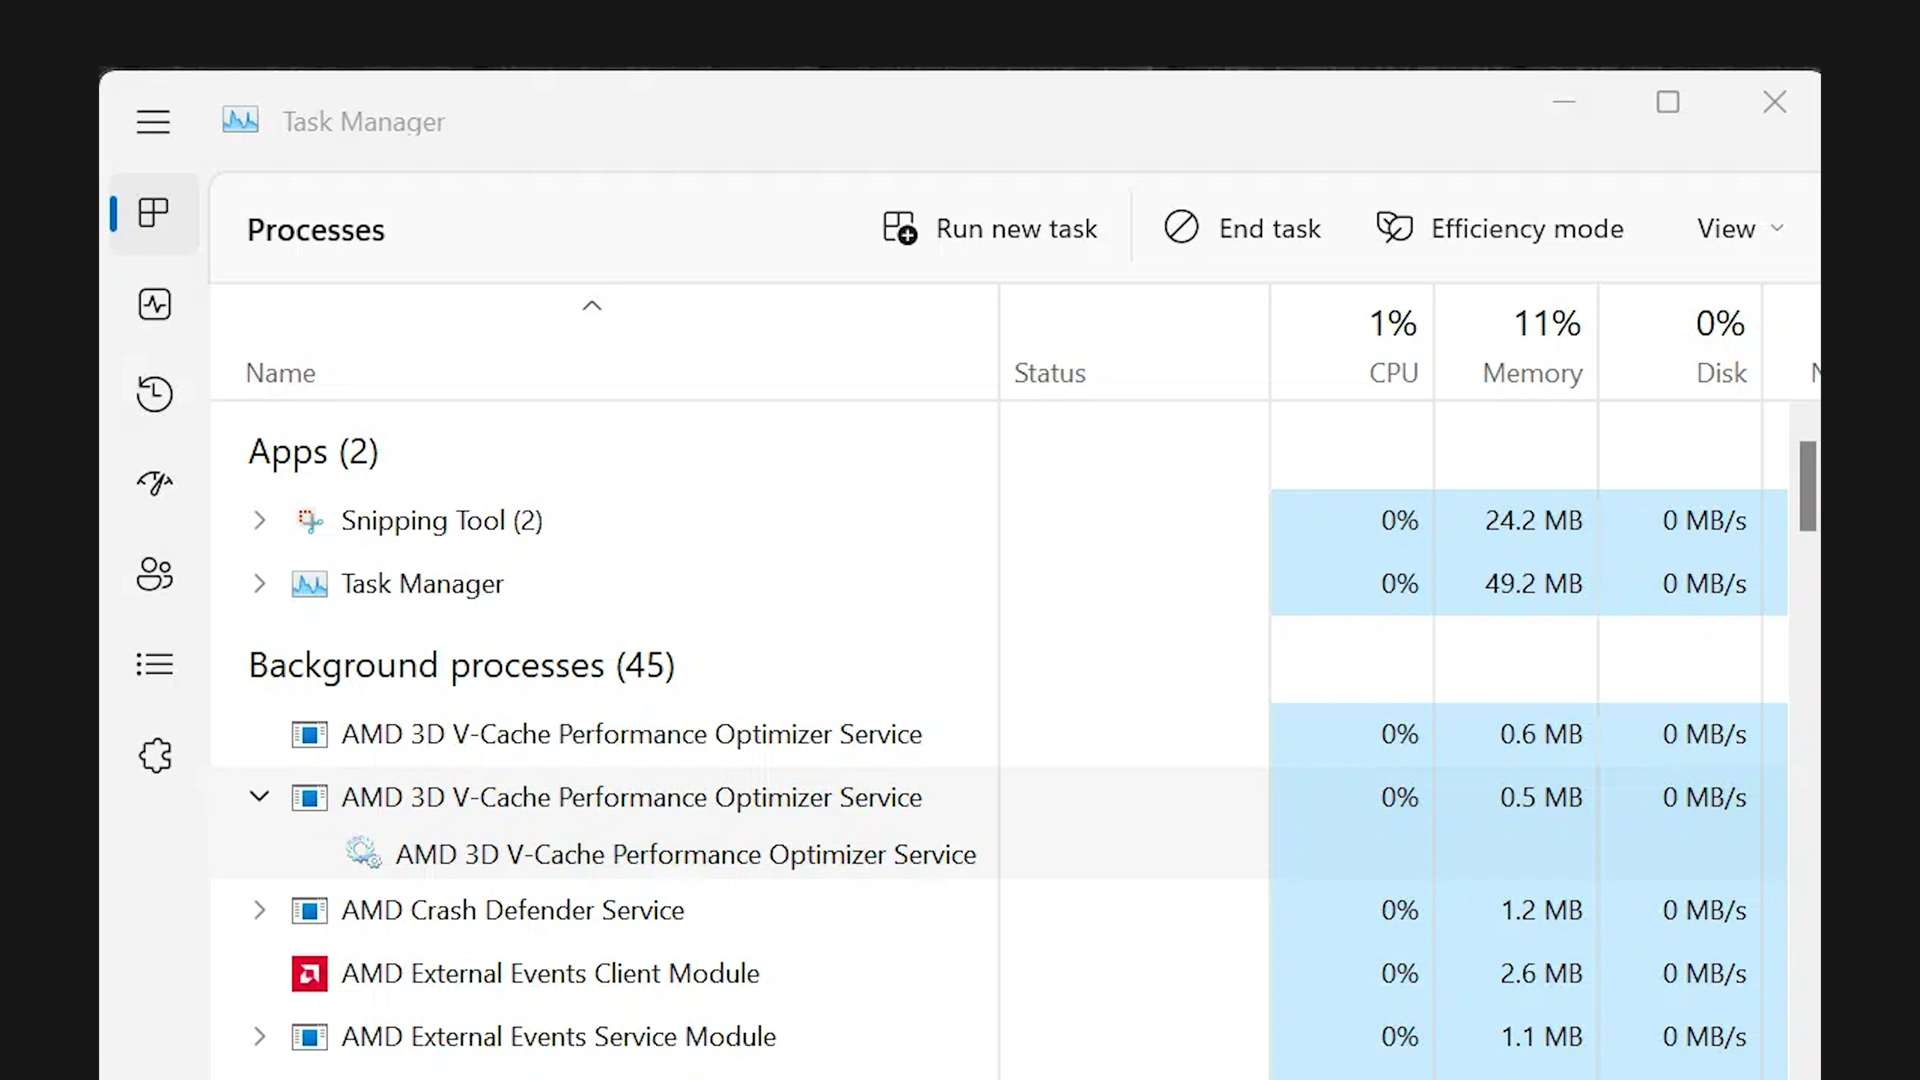 Task Manager
Processes
Run new task
End task
Efficiency mode
View
1% 11% 0%
Name Status CPU Memory Disk
Apps (2)
Snipping Tool (2) 0% 24.2 MB 0 MB/s
Task Manager 0% 49.2 MB 0 MB/s
Background processes (45)
AMD 3D V-Cache Performance Optimizer Service 0% 0.6 MB 0 MB/s
AMD 3D V-Cache Performance Optimizer Service 0% 0.5 MB 0 MB/s
AMD 3D V-Cache Performance Optimizer Service
AMD Crash Defender Service 0% 1.2 MB 0 MB/s
AMD External Events Client Module 0% 2.6 MB 0 MB/s
AMD External Events Service Module 0% 1.1 MB 0 MB/s